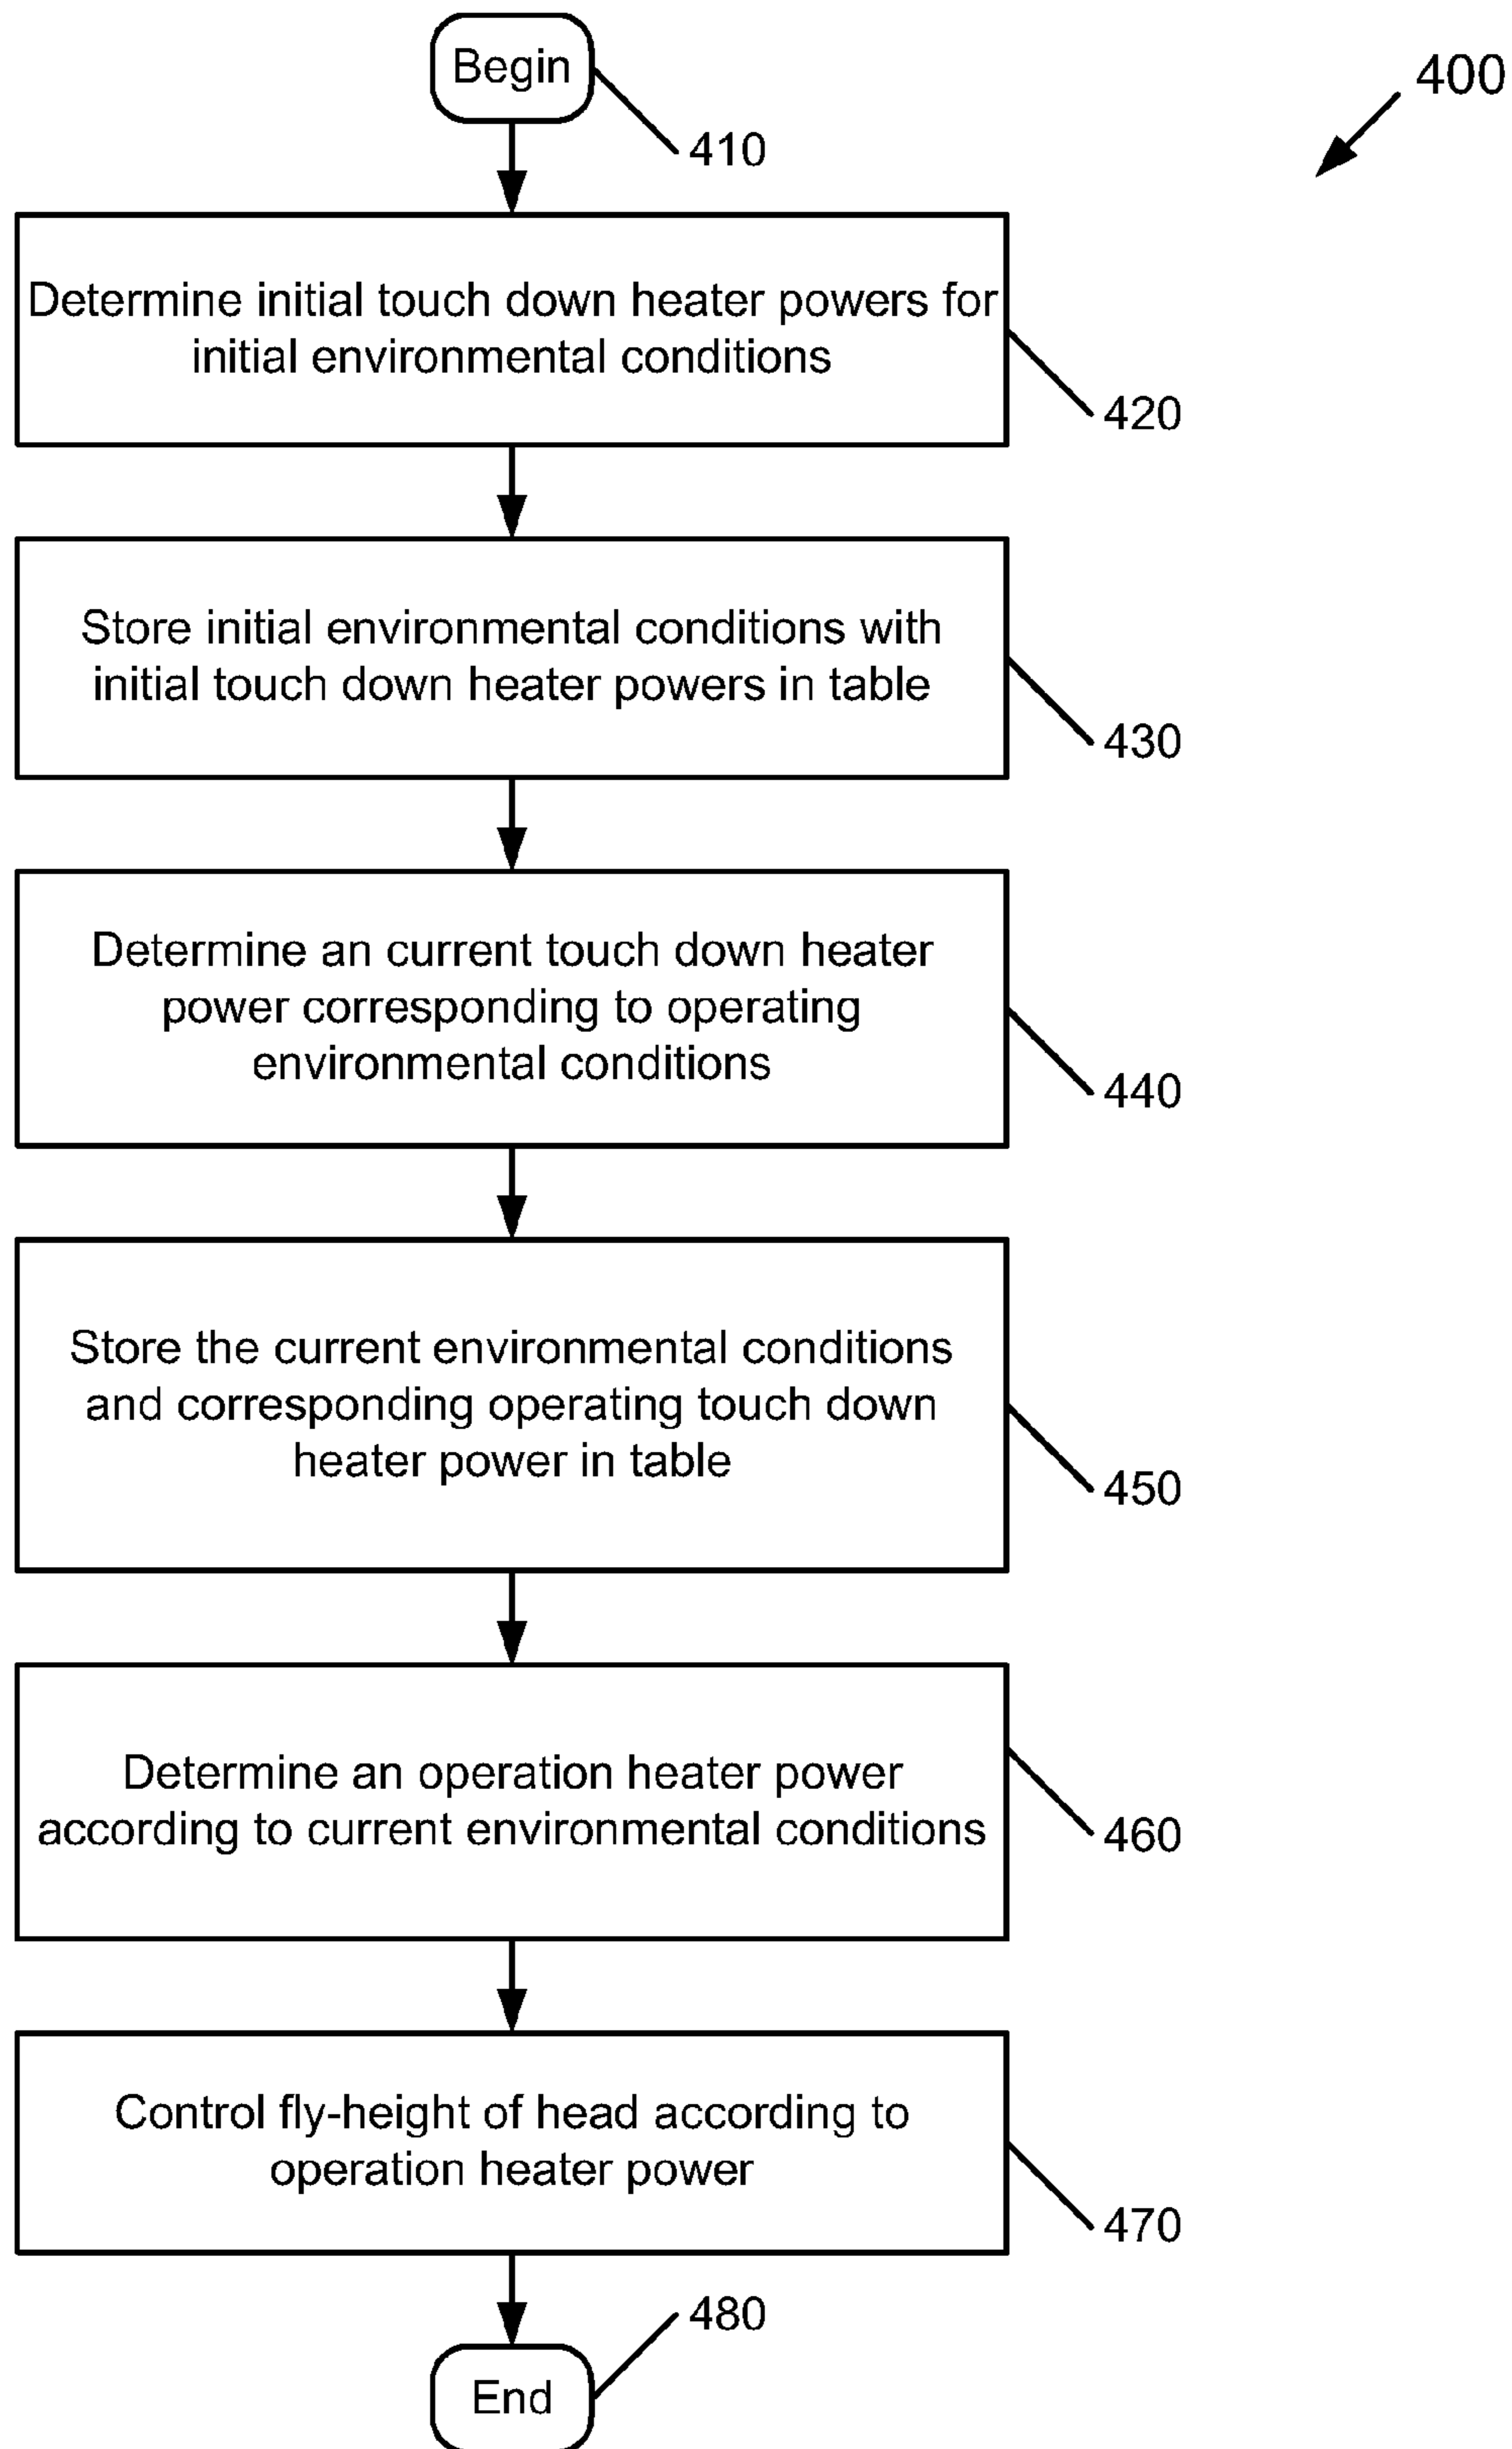 Begin
400
410
Determine initial touch down heater powers for
initial environmental conditions
420
Store initial environmental conditions with
initial touch down heater powers in table
430
Determine an current touch down heater
power corresponding to operating
environmental conditions
440
Store the current environmental conditions
and corresponding operating touch down
heater power in table
450
Determine an operation heater power
according to current environmental conditions
460
Control fly-height of head according to
operation heater power
470
480
End